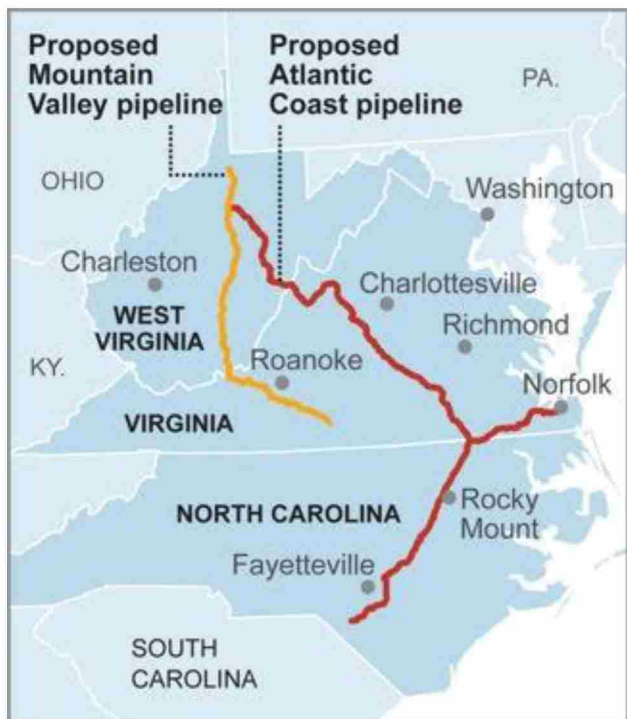 Proposed
Mountain
Valley pipeline
Proposed
Atlantic
Coast pipeline
PA.
OHIO
Washington
Charleston
Charlottesville
WEST
VIRGINIA
Richmond
KY.
Roanoke
Norfolk
VIRGINIA
NORTH CAROLINA
Rocky
Mount
Fayetteville
SOUTH
CAROLINA